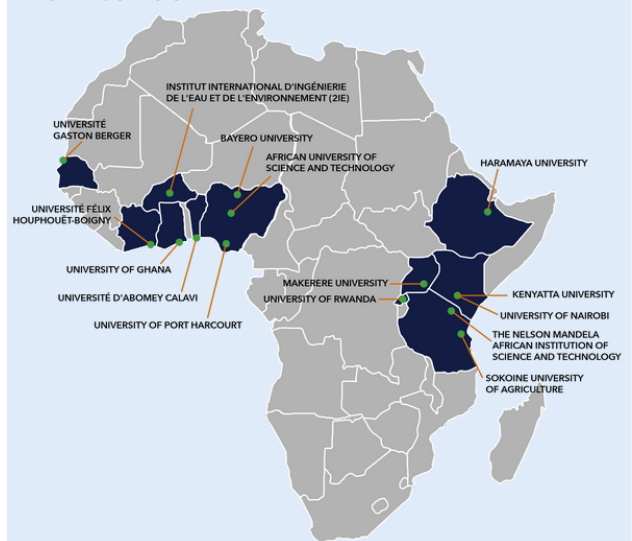 INSTITUT INTERNATIONAL D'INGÉNIERIE
DE L'EAU ET DE L'ENVIRONNEMENT (2IE)
UNIVERSITÉ
GASTON BERGER
BAYERO UNIVERSITY
AFRICAN UNIVERSITY OF
SCIENCE AND TECHNOLOGY
HARAMAYA UNIVERSITY
UNIVERSITÉ FÉLIX
HOUPHOUËT-BOIGNY
UNIVERSITY OF GHANA
UNIVERSITÉ D'ABOMEY CALAVI
UNIVERSITY OF PORT HARCOURT
MAKERERE UNIVERSITY
UNIVERSITY OF RWANDA
KENYATTA UNIVERSITY
UNIVERSITY OF NAIROBI
THE NELSON MANDELA
AFRICAN INSTITUTION OF
SCIENCE AND TECHNOLOGY
SOKOINE UNIVERSITY
OF AGRICULTURE